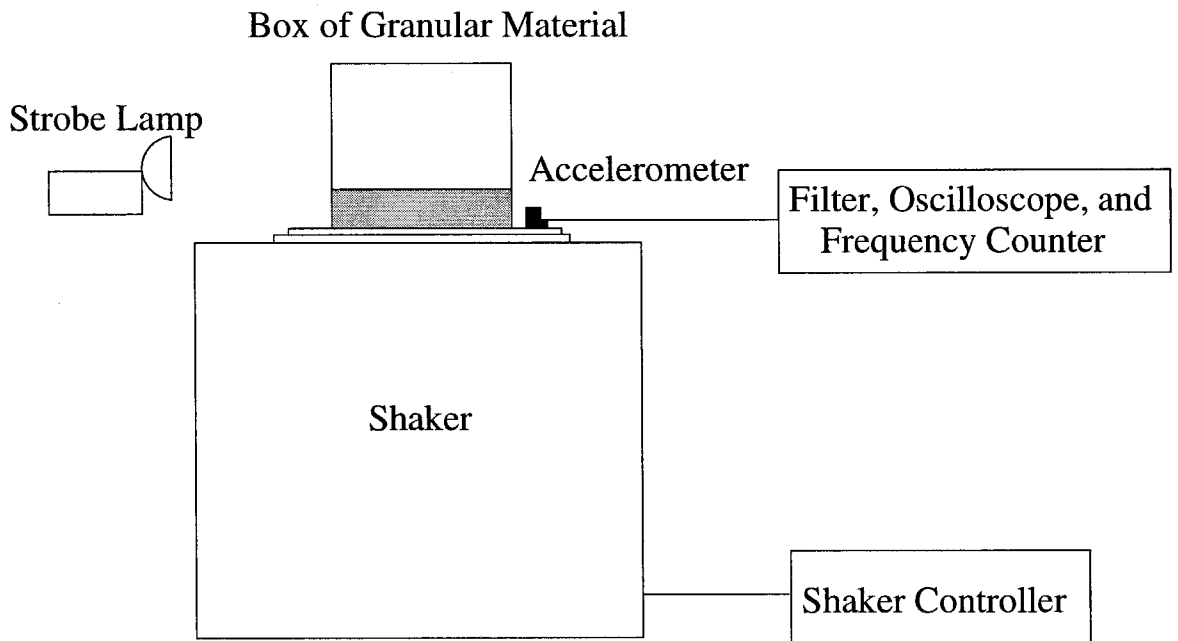 Box of Granular Material
Strobe Lamp
Accelerometer
Filter, Oscilloscope, and
Frequency Counter
Shaker
Shaker Controller